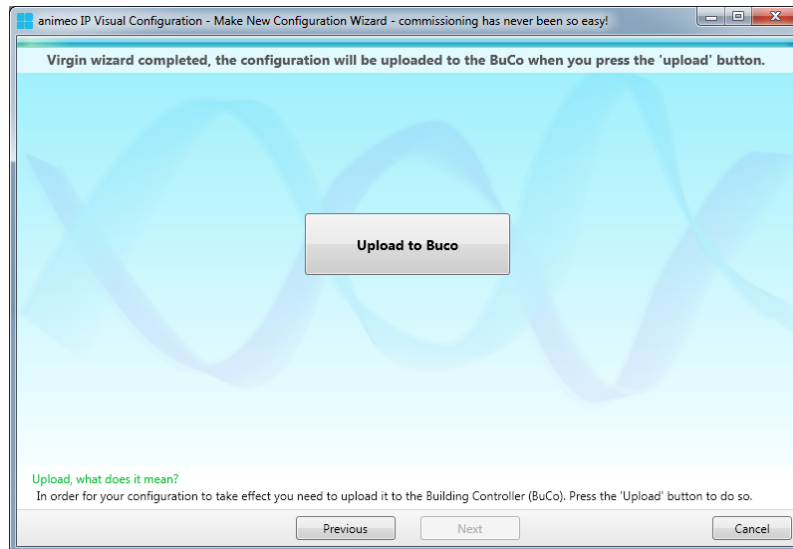 animeo IP Visual Configuration - Make New Configuration Wizard - commissioning has never been so easy!
Virgin wizard completed, the configuration will be uploaded to the BuCo when you press the 'upload' button.
Upload to Buco
Upload, what does it mean?
In order for your configuration to take effect you need to upload it to the Building Controller (BuCo). Press the 'Upload' button to do so.
Previous
Next
Cancel